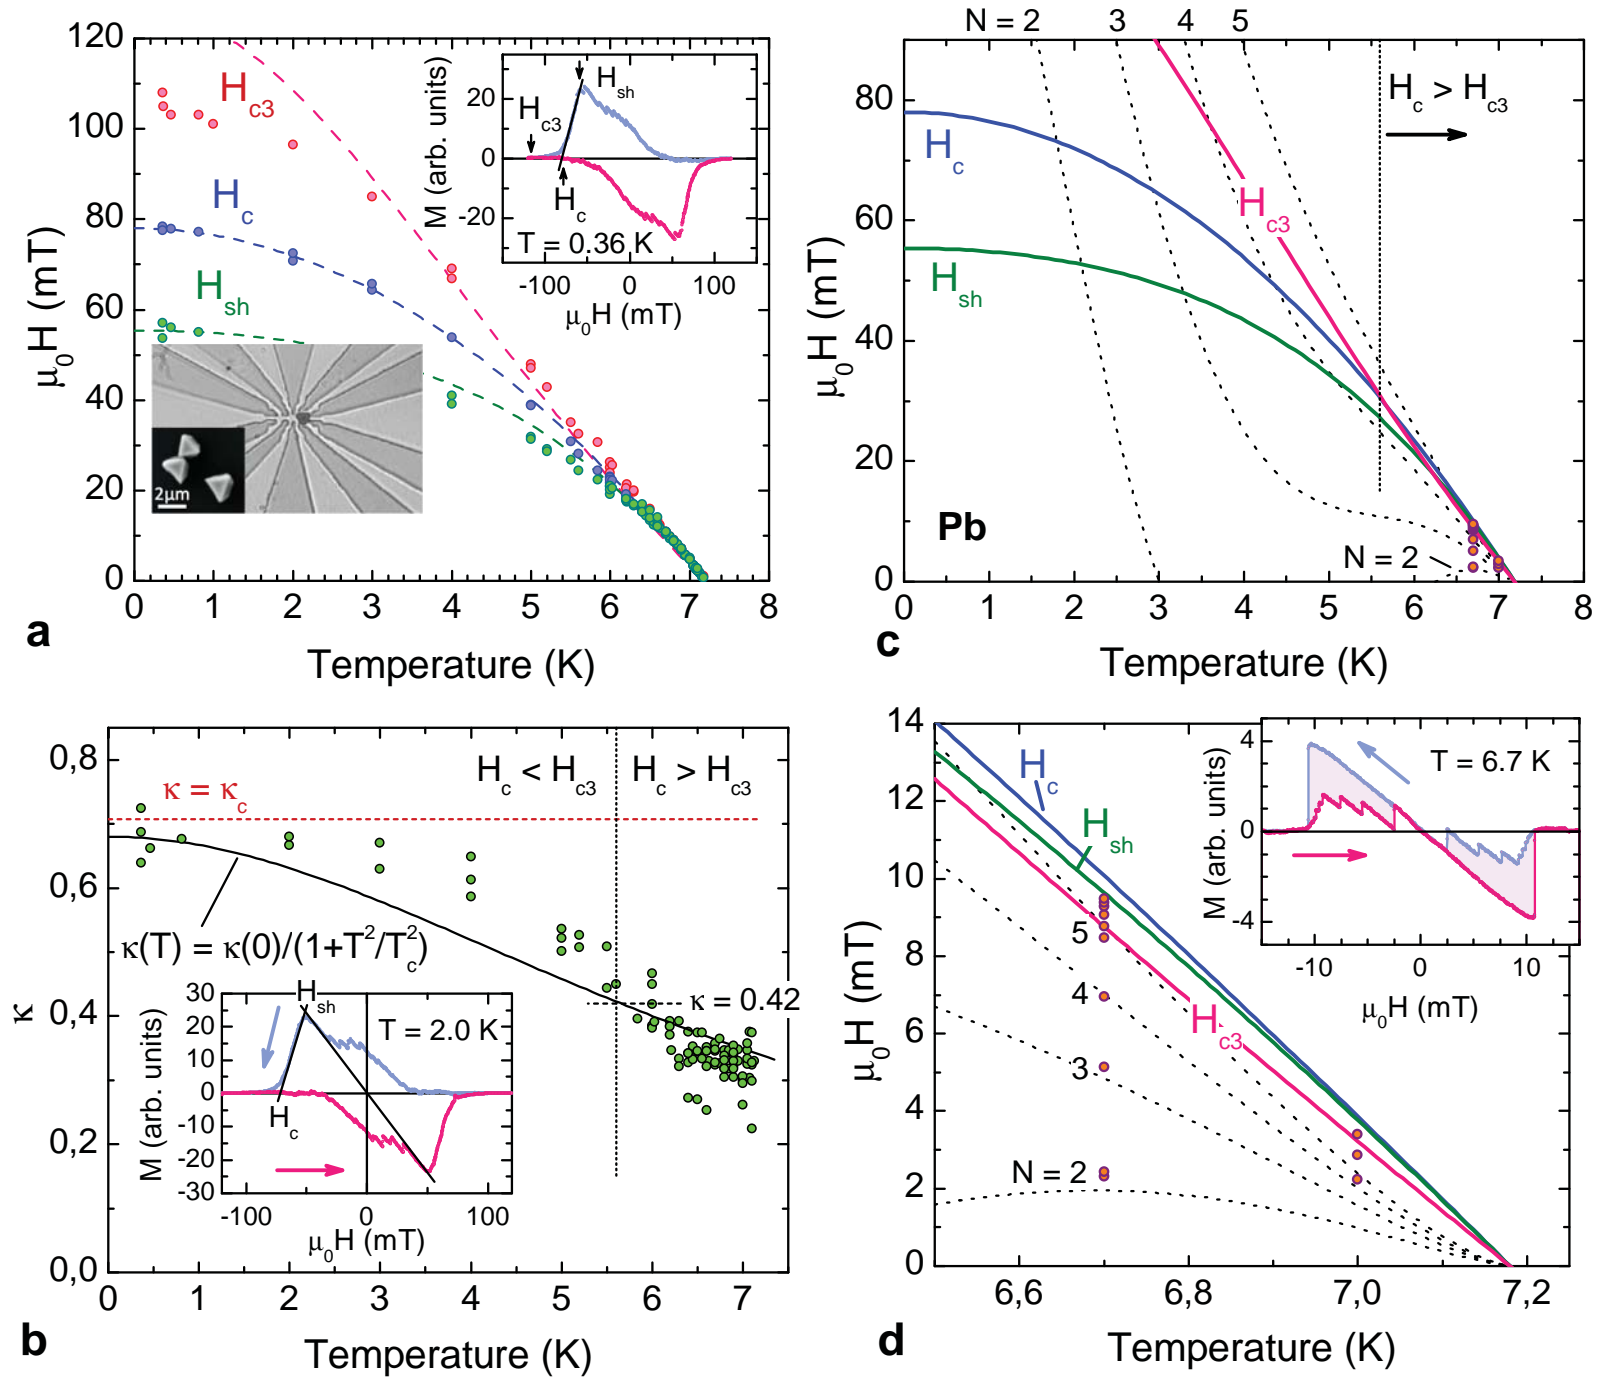 120
100
80
60
40
20
0
μ0H (mT)
Hc3
Hc
Hsh
20
0
-20
M (arb. units)
Hsh
Hc3
Hc
T = 0.36 K
-100 0 100
μ0H (mT)
2μm
0 1 2 3 4 5 6 7 8
a
Temperature (K)
N = 2 3 4 5
80
60
40
20
0
μ0H (mT)
Hc > Hc3
Hc
Hc3
Hsh
Pb
N = 2
0 1 2 3 4 5 6 7 8
c
Temperature (K)
0,8
0,6
0,4
0,2
0,0
κ
Hc < Hc3 Hc > Hc3
κ = κc
κ(T) = κ(0)/(1+T²/Tc²)
κ = 0.42
30
20
10
0
-10
-20
-30
M (arb. units)
Hsh
T = 2.0 K
Hc
-100 0 100
μ0H (mT)
0 1 2 3 4 5 6 7
b
Temperature (K)
14
12
10
8
6
4
2
0
μ0H (mT)
Hc
Hsh
Hc3
5
4
3
N = 2
4
0
-4
M (arb. units)
T = 6.7 K
-10 0 10
μ0H (mT)
6,6 6,8 7,0 7,2
d
Temperature (K)